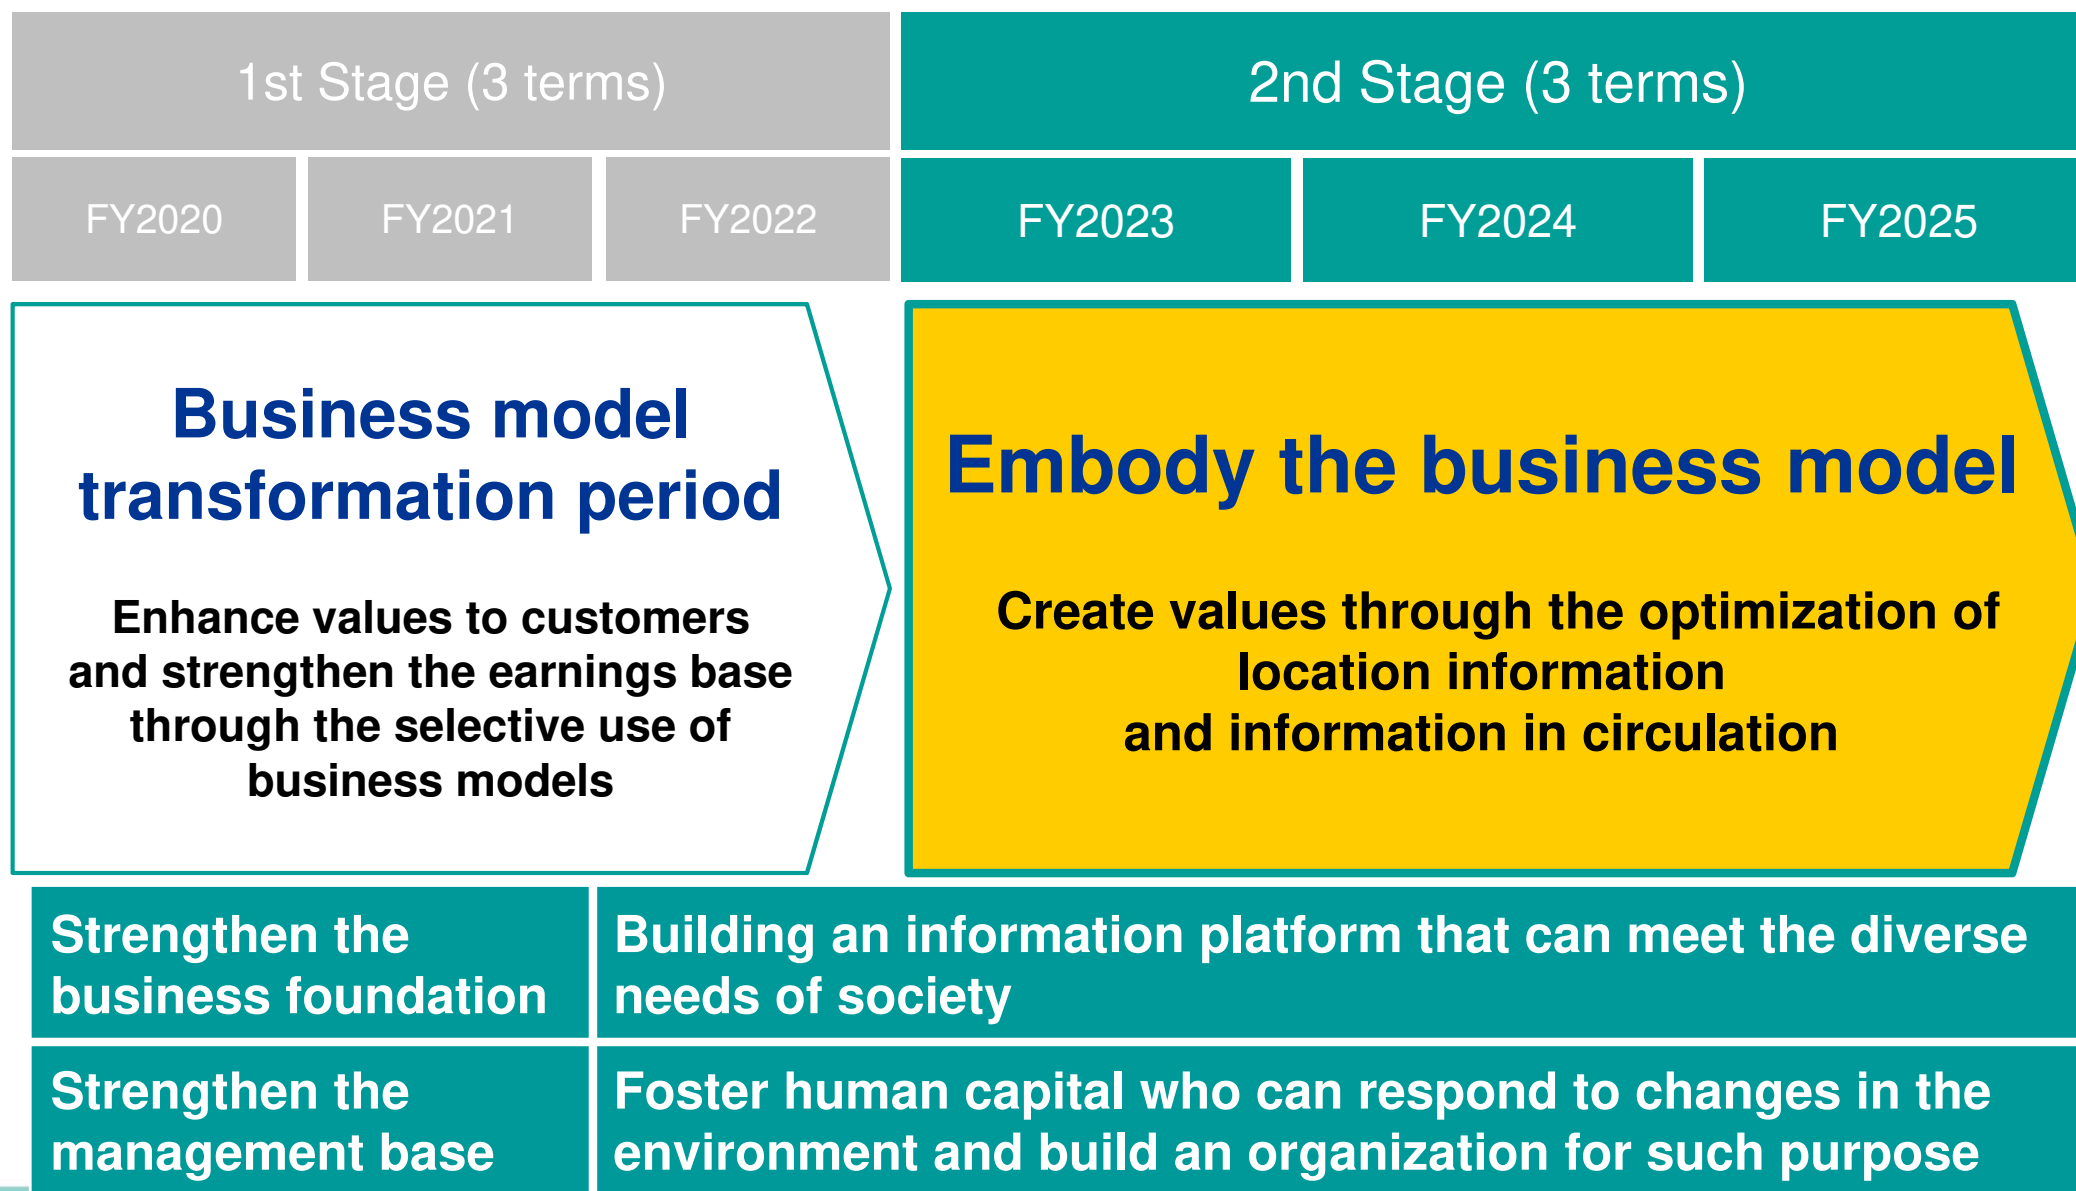 1st Stage (3 terms)
2nd Stage (3 terms)
FY2020
FY2021
FY2022
FY2023
FY2024
FY2025
Business model
transformation period
Enhance values to customers
and strengthen the earnings base
through the selective use of
business models
Embody the business model
Create values through the optimization of
location information
and information in circulation
Strengthen the
business foundation
Building an information platform that can meet the diverse
needs of society
Strengthen the
management base
Foster human capital who can respond to changes in the
environment and build an organization for such purpose